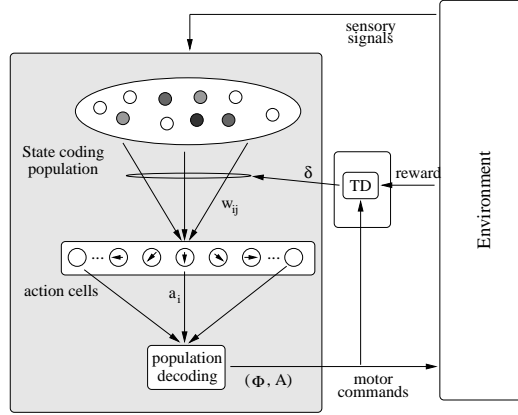 sensory
signals
State coding
population
δ
TD
reward
Environment
w_ij
... ...
action cells
a_i
population
decoding
(Φ, A)
motor
commands